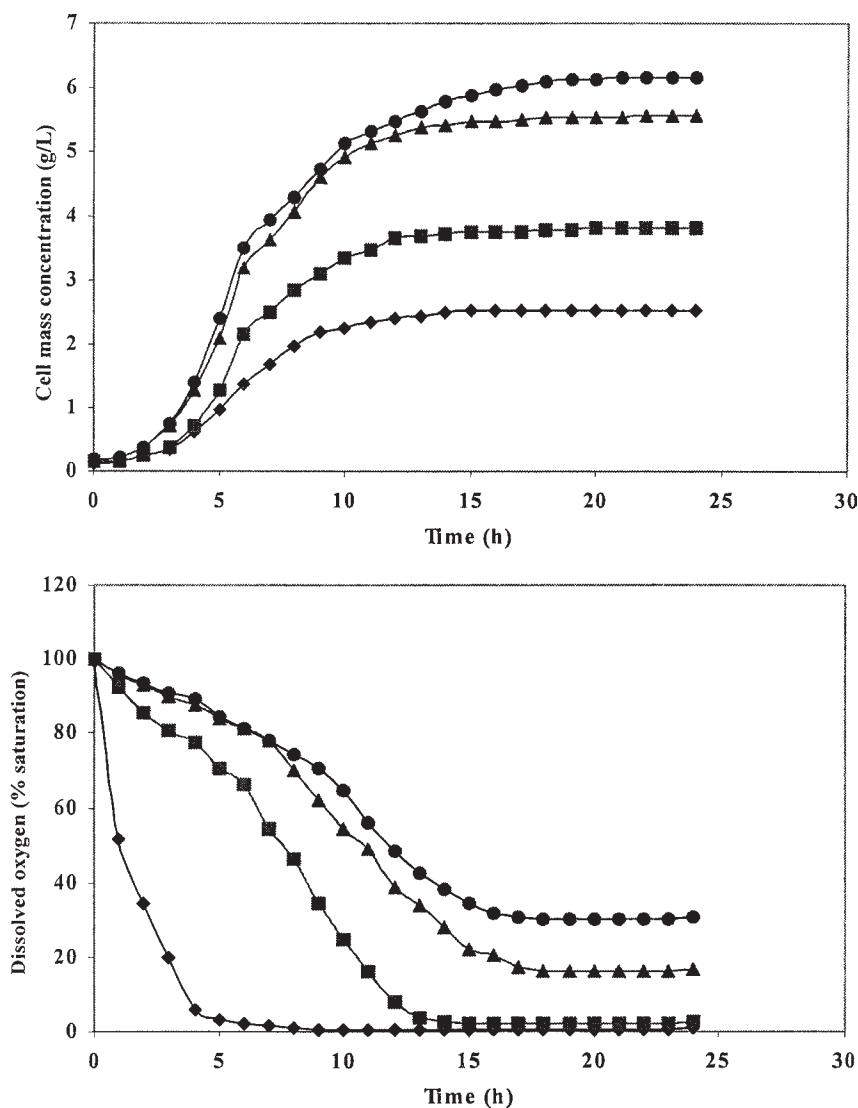 7
6
5
4
3
2
1
0
Cell mass concentration (g/L)
0 5 10 15 20 25 30
Time (h)
120
100
80
60
40
20
0
Dissolved oxygen (% saturation)
0 5 10 15 20 25 30
Time (h)